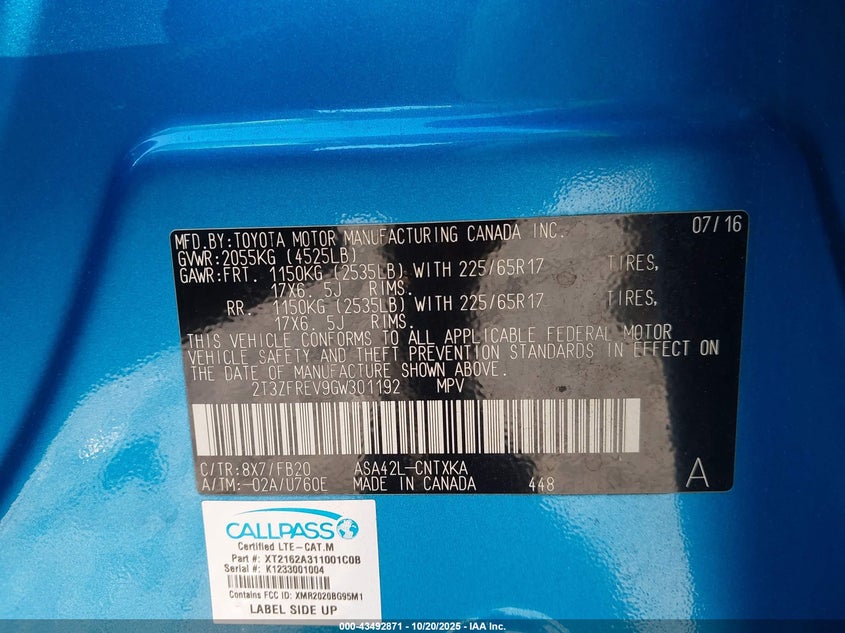 MFD.BY:TOYOTA MOTOR MANUFACTURING CANADA INC. 07/16
GVWR:2055KG (4525LB)
GAWR:FRT. 1150KG (2535LB) WITH 225/65R17 TIRES,
17X6. 5J RIMS.
RR. 1150KG (2535LB) WITH 225/65R17 TIRES,
17X6. 5J RIMS.
THIS VEHICLE CONFORMS TO ALL APPLICABLE FEDERAL MOTOR
VEHICLE SAFETY AND THEFT PREVENTION STANDARDS IN EFFECT ON
THE DATE OF MANUFACTURE SHOWN ABOVE.
2T3ZFREV9GW301192 MPV
C/TR:8X7/FB20 ASA42L-CNTXKA
A/TM:-02A/U760E MADE IN CANADA 448 A
CALLPASS
Certified LTE-CAT.M
Part #: XT2162A311001C0B
Serial #: K1233001004
Contains FCC ID: XMR2020BG95M1
LABEL SIDE UP
000-43492871 - 10/20/2025 - IAA Inc.